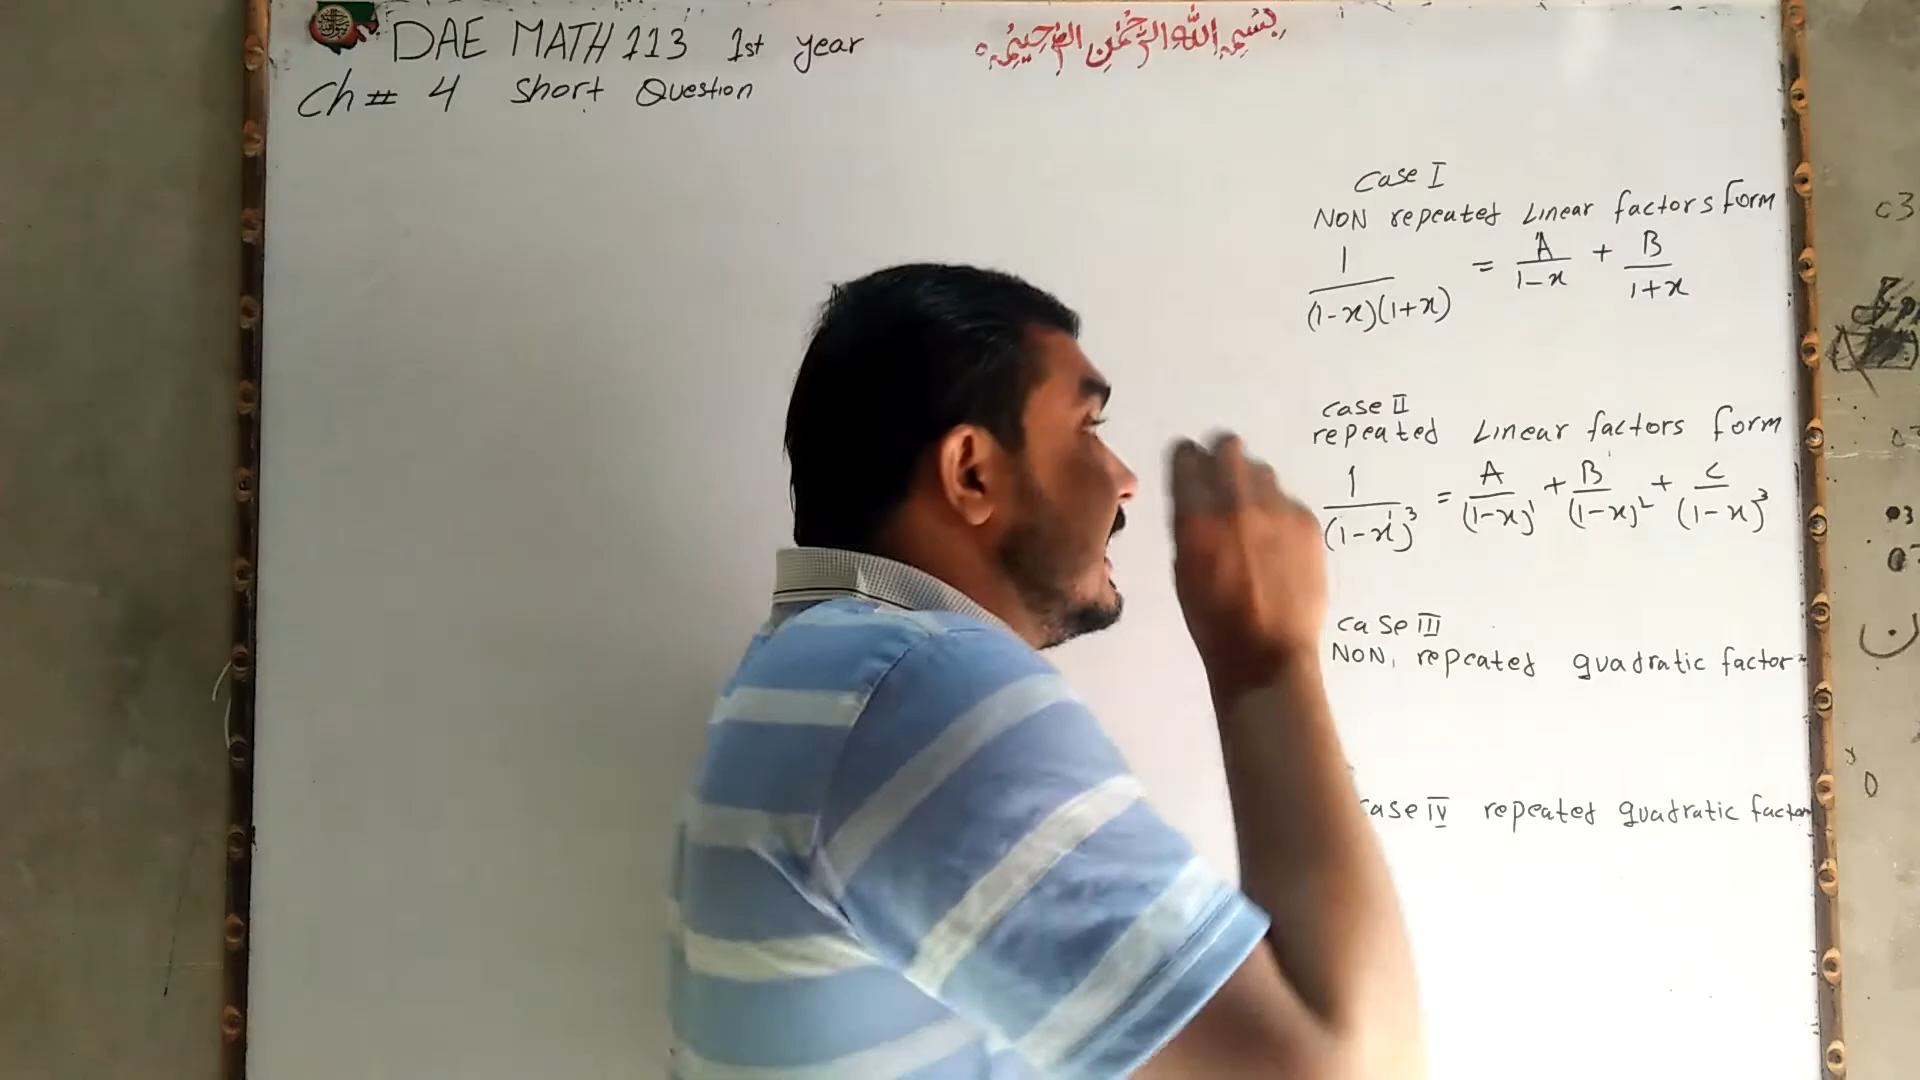 DAE MATH 113 1st year
بِسْمِ اللهِ الرَّحْمٰنِ الرَّحِيْمِ
Ch # 4 short Question
Case I
NON repeated Linear factors form
1/(1-x)(1+x) = A/1-x + B/1+x
case II
repeated Linear factors form
1/(1-x)³ = A/(1-x)¹ + B/(1-x)² + C/(1-x)³
case III
NON repeated quadratic factor
case IV repeated quadratic factor